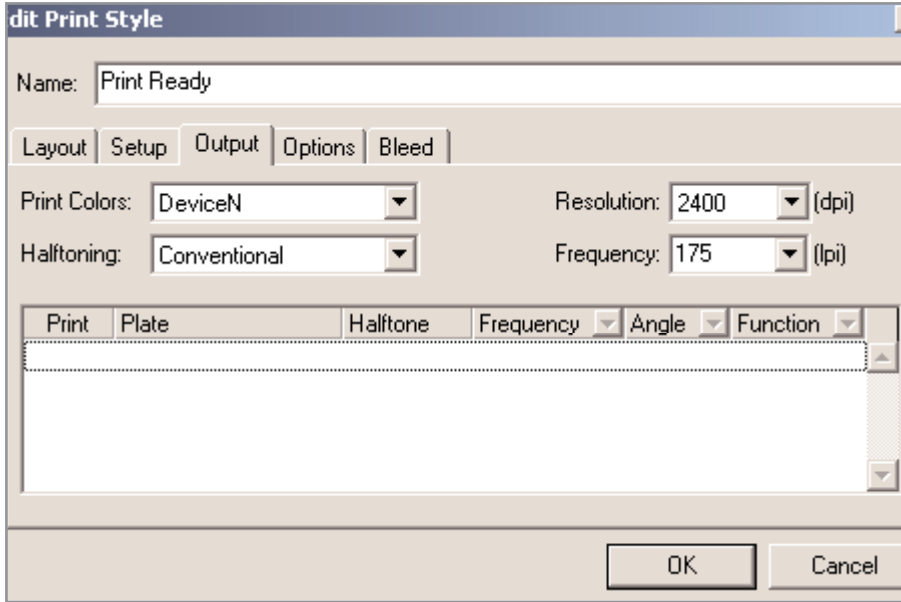 dit Print Style
Name: Print Ready
Layout Setup Output Options Bleed
Print Colors: DeviceN Resolution: 2400 (dpi)
Halftoning: Conventional Frequency: 175 (lpi)
Print Plate Halftone Frequency Angle Function
OK Cancel